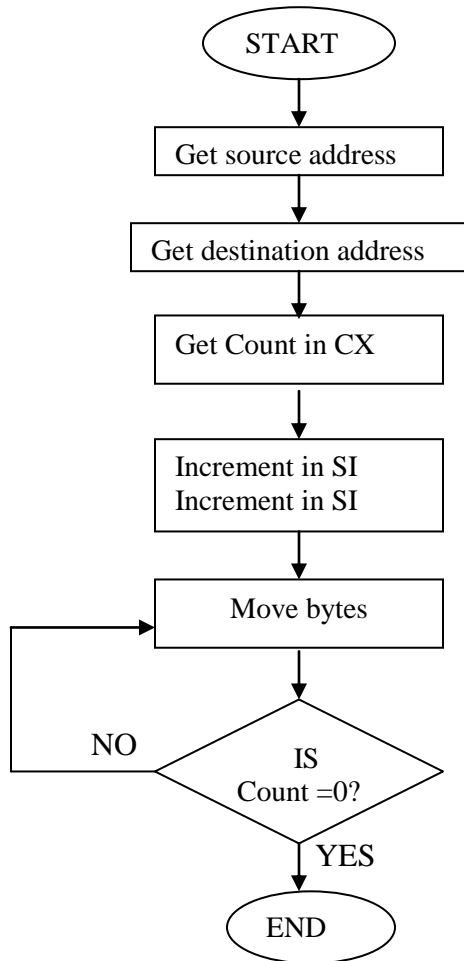 START
Get source address
Get destination address
Get Count in CX
Increment in SI
Increment in SI
Move bytes
NO
IS
Count =0?
YES
END